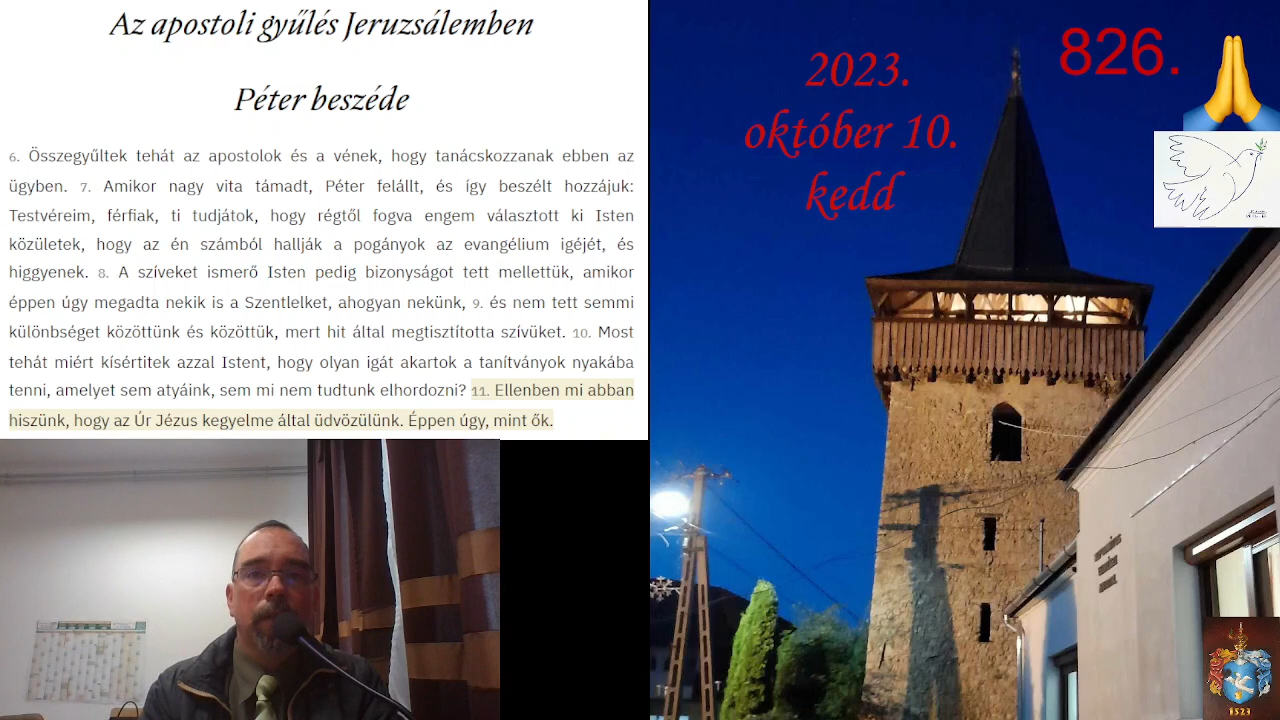 Az apostoli gyűlés Jeruzsálemben
Péter beszéde
6. Összegyűltek tehát az apostolok és a vének, hogy tanácskozzanak ebben az
ügyben. 7. Amikor nagy vita támadt, Péter felállt, és így beszélt hozzájuk:
Testvéreim, férfiak, ti tudjátok, hogy régtől fogva engem választott ki Isten
közületek, hogy az én számból hallják a pogányok az evangélium igéjét, és
higgyenek. 8. A szíveket ismerő Isten pedig bizonyságot tett mellettük, amikor
éppen úgy megadta nekik is a Szentlelket, ahogyan nekünk, 9. és nem tett semmi
különbséget közöttünk és közöttük, mert hit által megtisztította szívüket. 10. Most
tehát miért kísértitek azzal Istent, hogy olyan igát akartok a tanítványok nyakába
tenni, amelyet sem atyáink, sem mi nem tudtunk elhordozni? 11. Ellenben mi abban
hiszünk, hogy az Úr Jézus kegyelme által üdvözülünk. Éppen úgy, mint ők.
2023.
október 10.
kedd
826.
1523